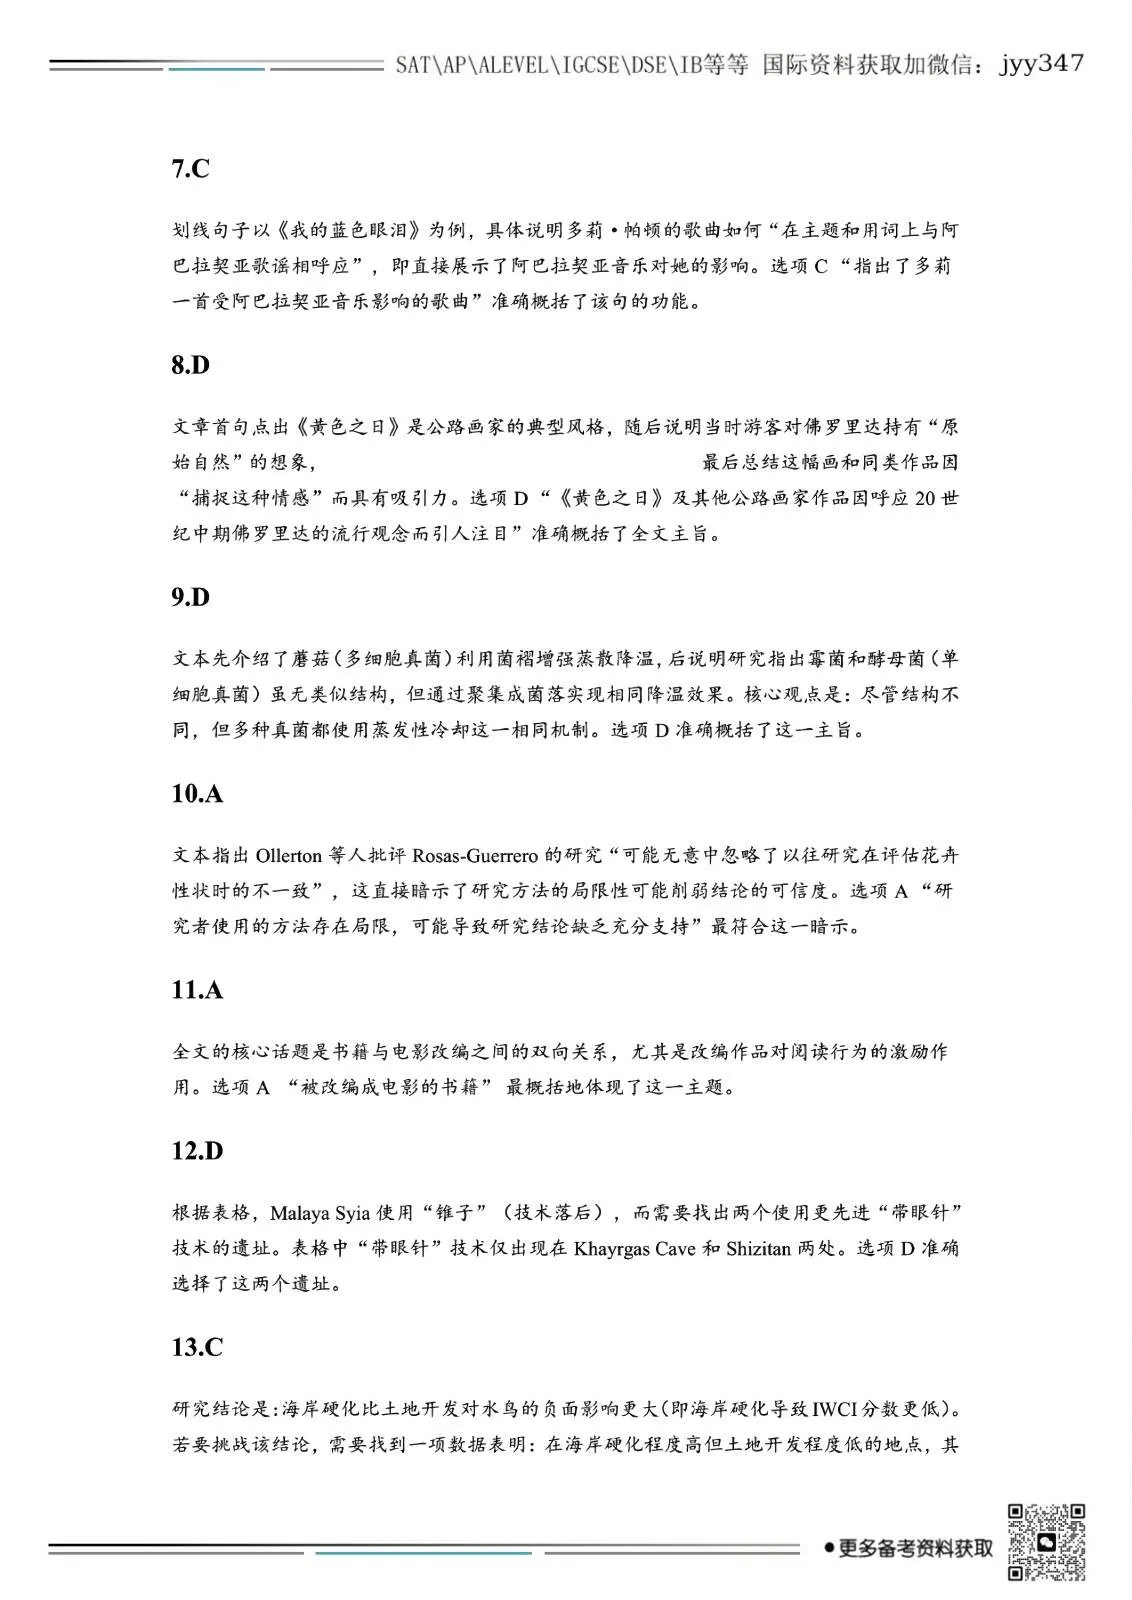 SAT\AP\ALEVEL\IGCSE\DSE\IB等等 国际资料获取加微信：jyy347
7.C
划线句子以《我的蓝色眼泪》为例，具体说明多莉·帕顿的歌曲如何“在主题和用词上与阿
巴拉契亚歌谣相呼应”，即直接展示了阿巴拉契亚音乐对她的影响。选项 C “指出了多莉
一首受阿巴拉契亚音乐影响的歌曲”准确概括了该句的功能。
8.D
文章首句点出《黄色之日》是公路画家的典型风格，随后说明当时游客对佛罗里达持有“原
始自然”的想象， 最后总结这幅画和同类作品因
“捕捉这种情感”而具有吸引力。选项 D “《黄色之日》及其他公路画家作品因呼应 20 世
纪中期佛罗里达的流行观念而引人注目”准确概括了全文主旨。
9.D
文本先介绍了蘑菇（多细胞真菌）利用菌褶增强蒸散降温，后说明研究指出霉菌和酵母菌（单
细胞真菌）虽无类似结构，但通过聚集成菌落实现相同降温效果。核心观点是：尽管结构不
同，但多种真菌都使用蒸发性冷却这一相同机制。选项 D 准确概括了这一主旨。
10.A
文本指出 Ollerton 等人批评 Rosas-Guerrero 的研究“可能无意中忽略了以往研究在评估花卉
性状时的不一致”，这直接暗示了研究方法的局限性可能削弱结论的可信度。选项 A “研
究者使用的方法存在局限，可能导致研究结论缺乏充分支持”最符合这一暗示。
11.A
全文的核心话题是书籍与电影改编之间的双向关系，尤其是改编作品对阅读行为的激励作
用。选项 A “被改编成电影的书籍” 最概括地体现了这一主题。
12.D
根据表格，Malaya Syia 使用“锥子”（技术落后），而需要找出两个使用更先进“带眼针”
技术的遗址。表格中“带眼针”技术仅出现在 Khayrgas Cave 和 Shizitan 两处。选项 D 准确
选择了这两个遗址。
13.C
研究结论是：海岸硬化比土地开发对水鸟的负面影响更大（即海岸硬化导致 IWCI 分数更低）。
若要挑战该结论，需要找到一项数据表明：在海岸硬化程度高但土地开发程度低的地点，其
●更多备考资料获取